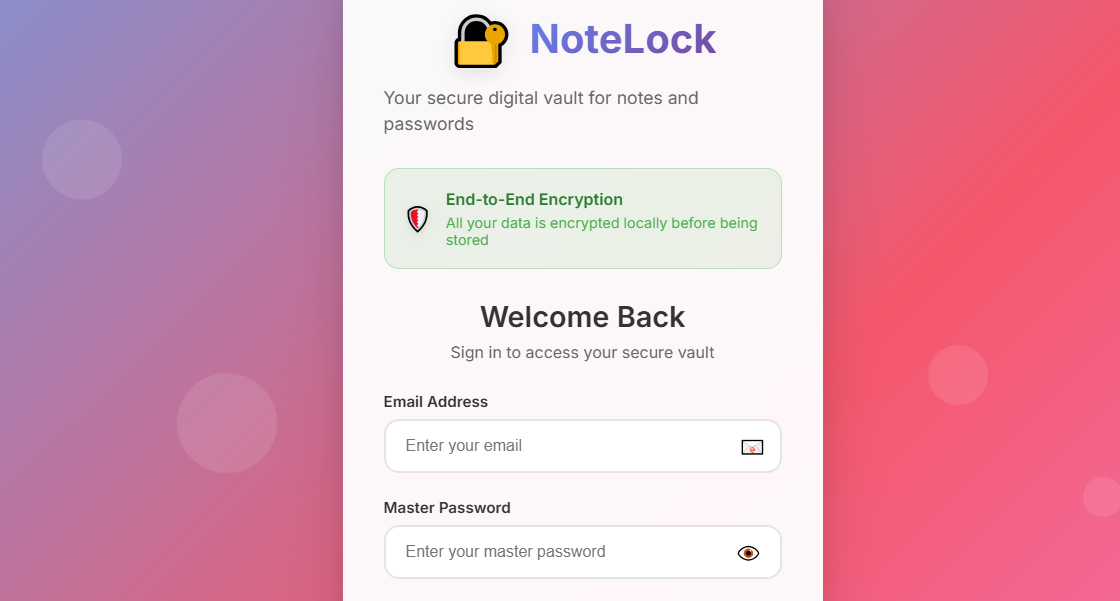 NoteLock
Your secure digital vault for notes and
passwords
End-to-End Encryption
All your data is encrypted locally before being
stored
Welcome Back
Sign in to access your secure vault
Email Address
Enter your email
Master Password
Enter your master password